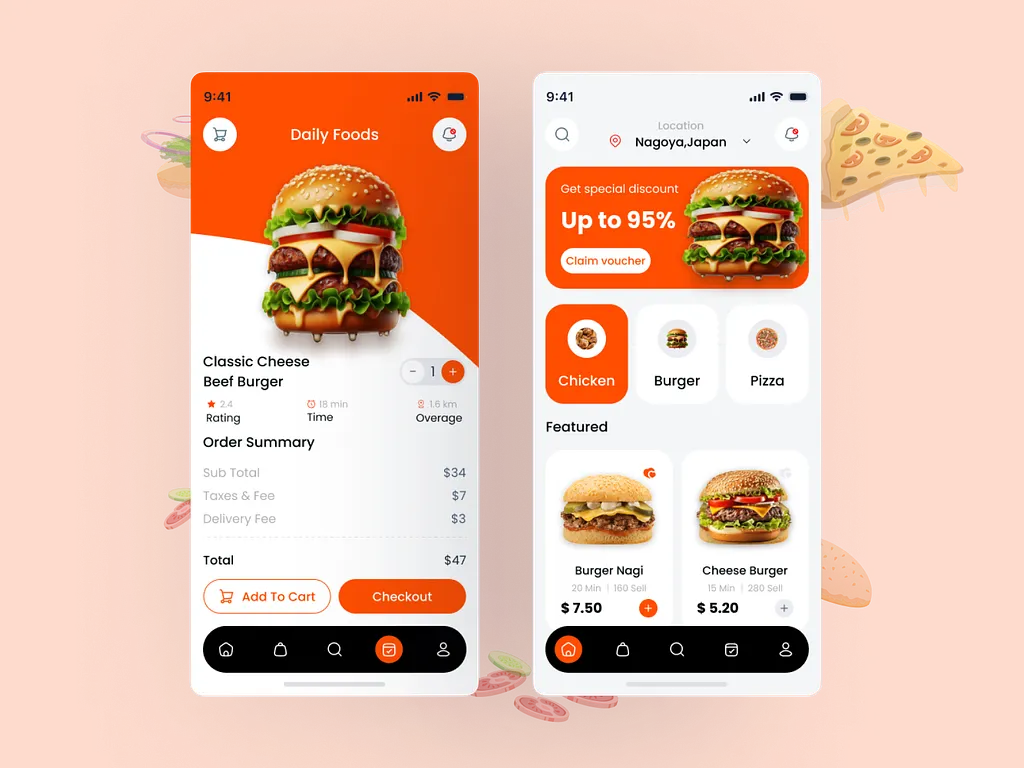 9:41
Daily Foods
Classic Cheese
Beef Burger
− 1 +
2.4
Rating
18 min
Time
1.6 km
Overage
Order Summary
Sub Total $34
Taxes & Fee $7
Delivery Fee $3
Total $47
Add To Cart
Checkout
9:41
Location
Nagoya,Japan
Get special discount
Up to 95%
Claim voucher
Chicken
Burger
Pizza
Featured
Burger Nagi
20 Min | 160 Sell
$ 7.50 +
Cheese Burger
15 Min | 280 Sell
$ 5.20 +